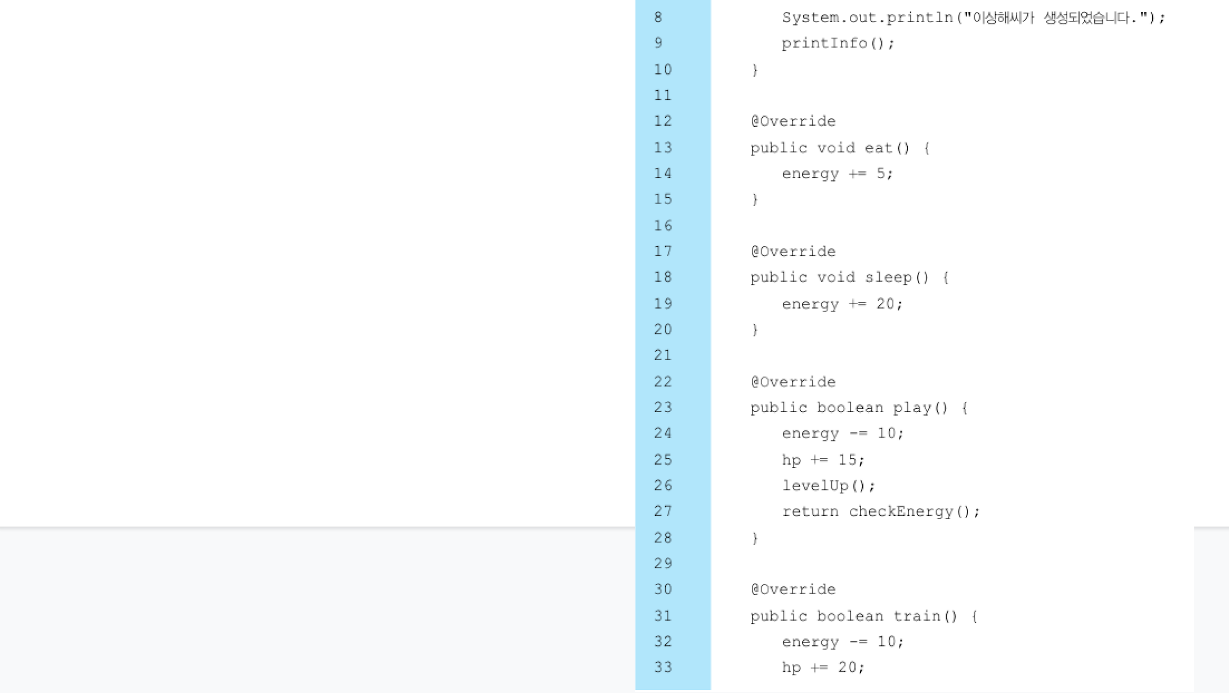 8 System.out.println("이상해씨가 생성되었습니다.");
9 printInfo();
10 }
11
12 @Override
13 public void eat() {
14 energy += 5;
15 }
16
17 @Override
18 public void sleep() {
19 energy += 20;
20 }
21
22 @Override
23 public boolean play() {
24 energy -= 10;
25 hp += 15;
26 levelUp();
27 return checkEnergy();
28 }
29
30 @Override
31 public boolean train() {
32 energy -= 10;
33 hp += 20;